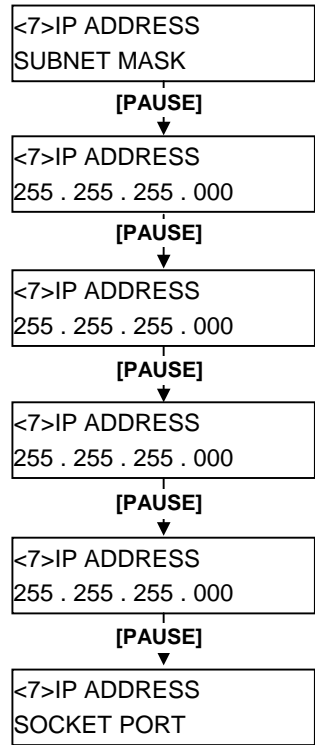 <7>IP ADDRESS
SUBNET MASK
[PAUSE]
<7>IP ADDRESS
255 . 255 . 255 . 000
[PAUSE]
<7>IP ADDRESS
255 . 255 . 255 . 000
[PAUSE]
<7>IP ADDRESS
255 . 255 . 255 . 000
[PAUSE]
<7>IP ADDRESS
255 . 255 . 255 . 000
[PAUSE]
<7>IP ADDRESS
SOCKET PORT